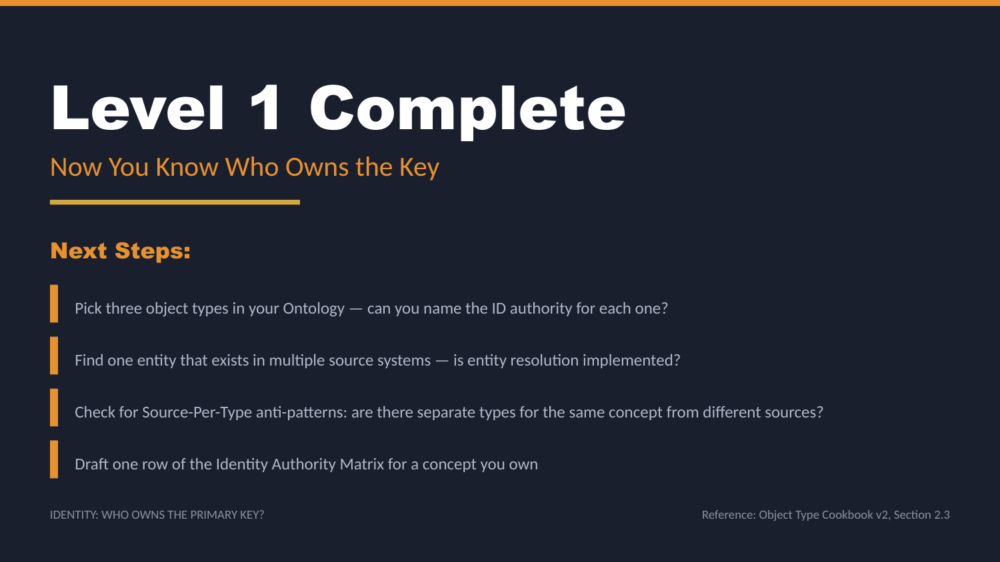 Level 1 Complete
Now You Know Who Owns the Key
Next Steps:
Pick three object types in your Ontology — can you name the ID authority for each one?
Find one entity that exists in multiple source systems — is entity resolution implemented?
Check for Source-Per-Type anti-patterns: are there separate types for the same concept from different sources?
Draft one row of the Identity Authority Matrix for a concept you own
IDENTITY: WHO OWNS THE PRIMARY KEY?
Reference: Object Type Cookbook v2, Section 2.3